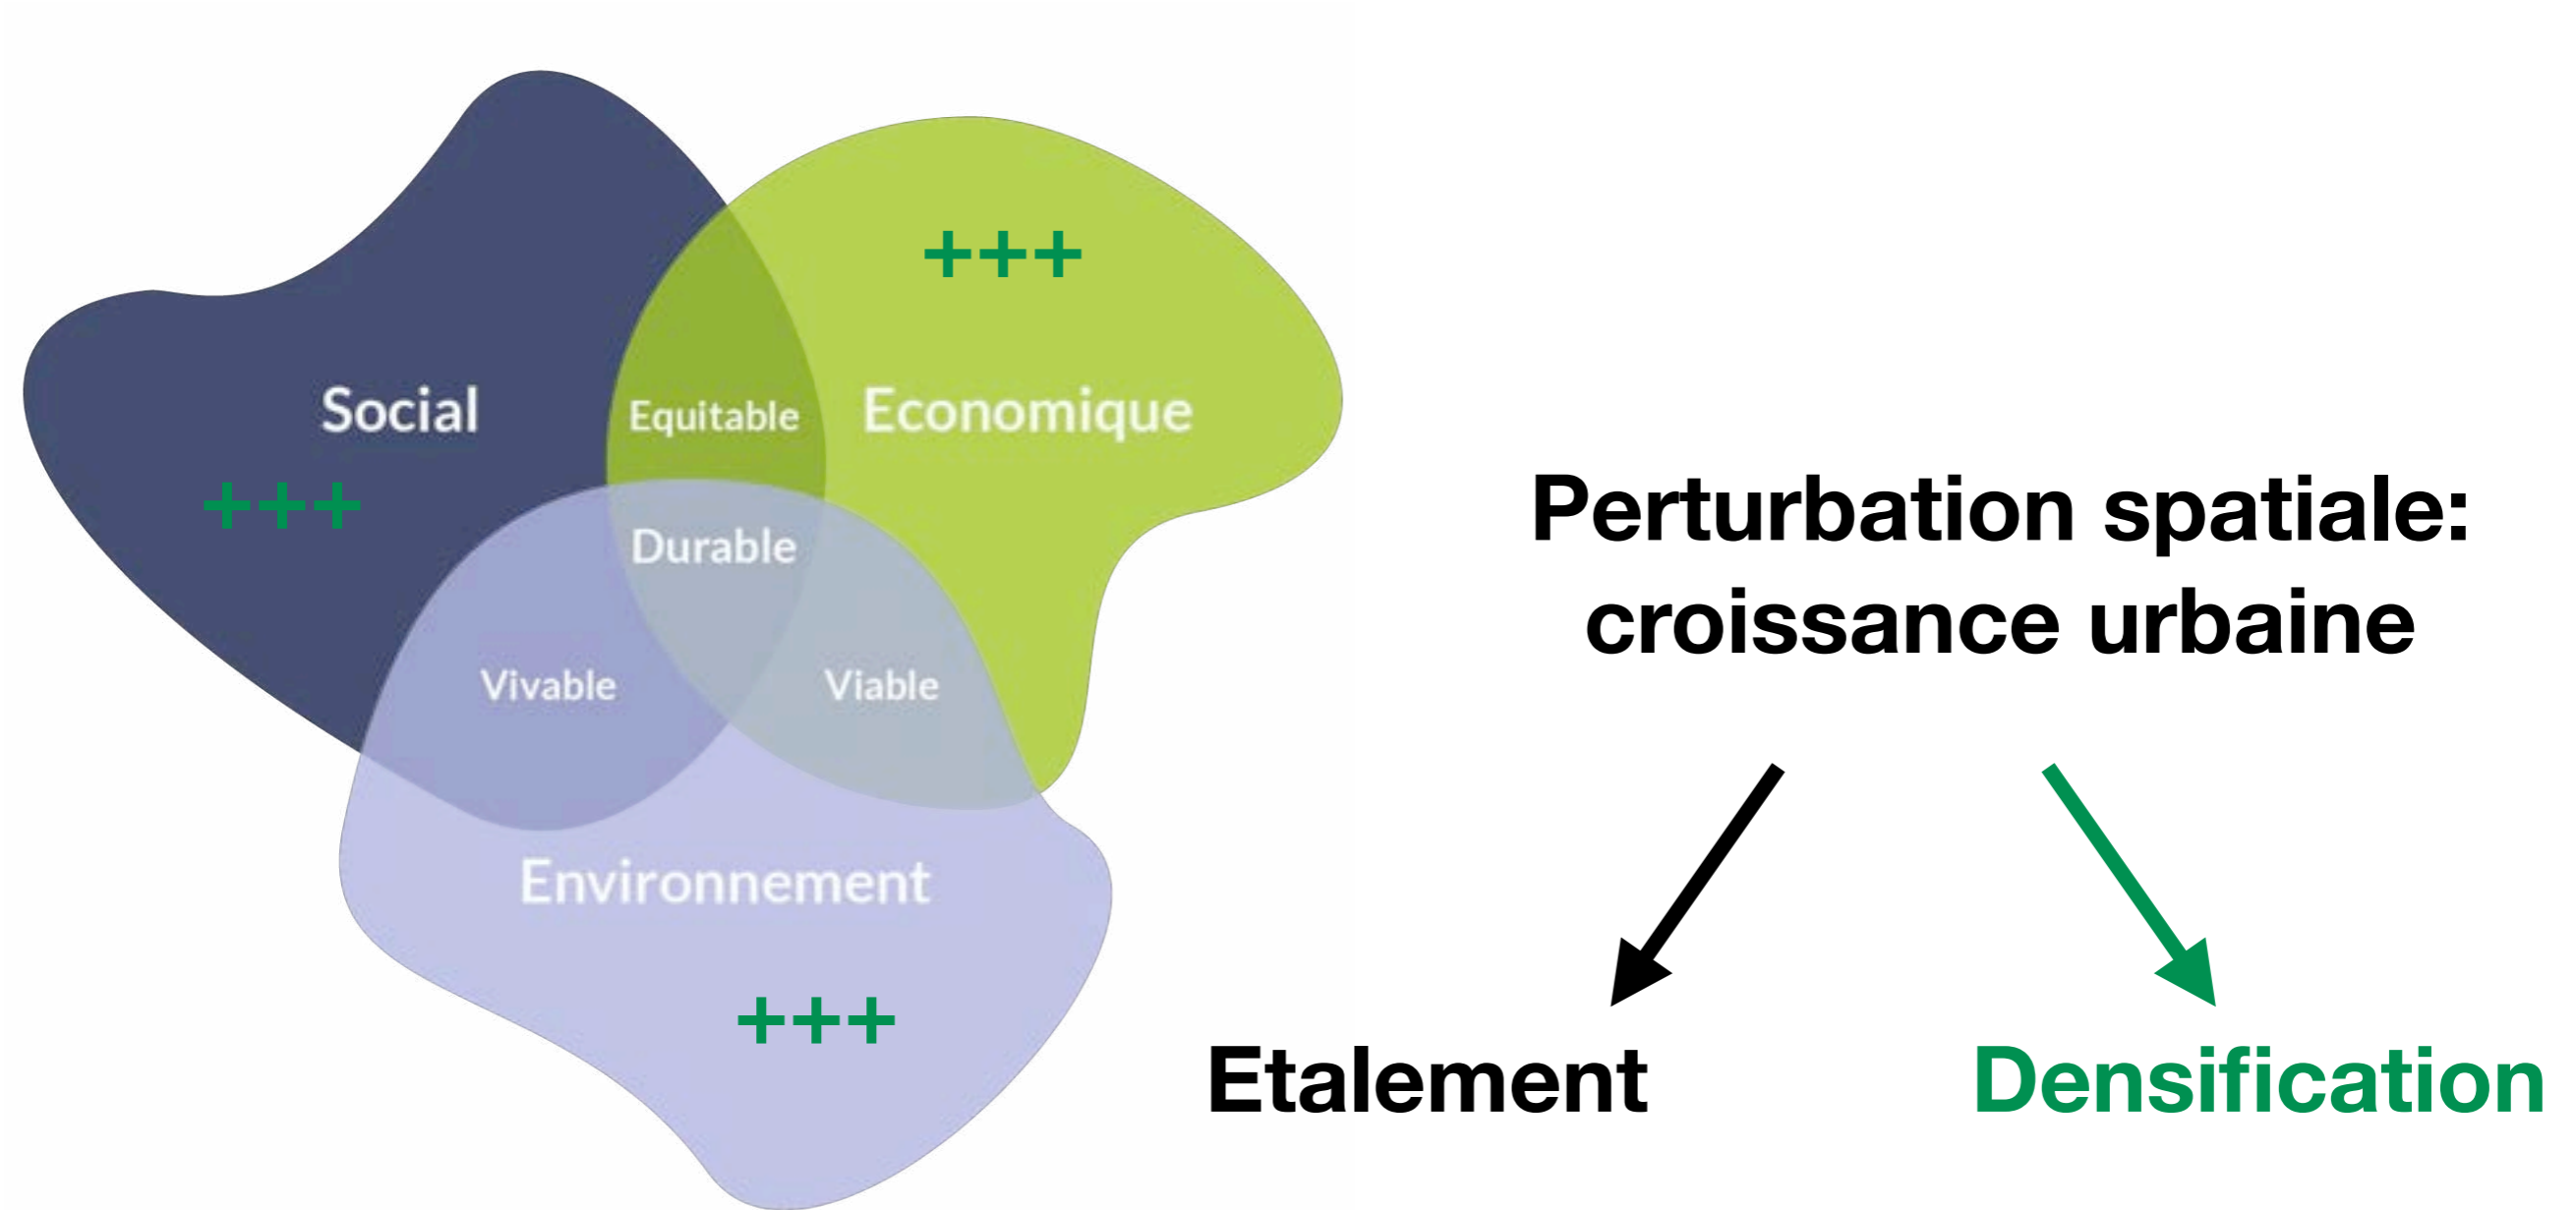 +++
Social
Equitable
Economique
+++
Durable
Vivable
Viable
Environnement
+++
Perturbation spatiale:
croissance urbaine
Etalement
Densification